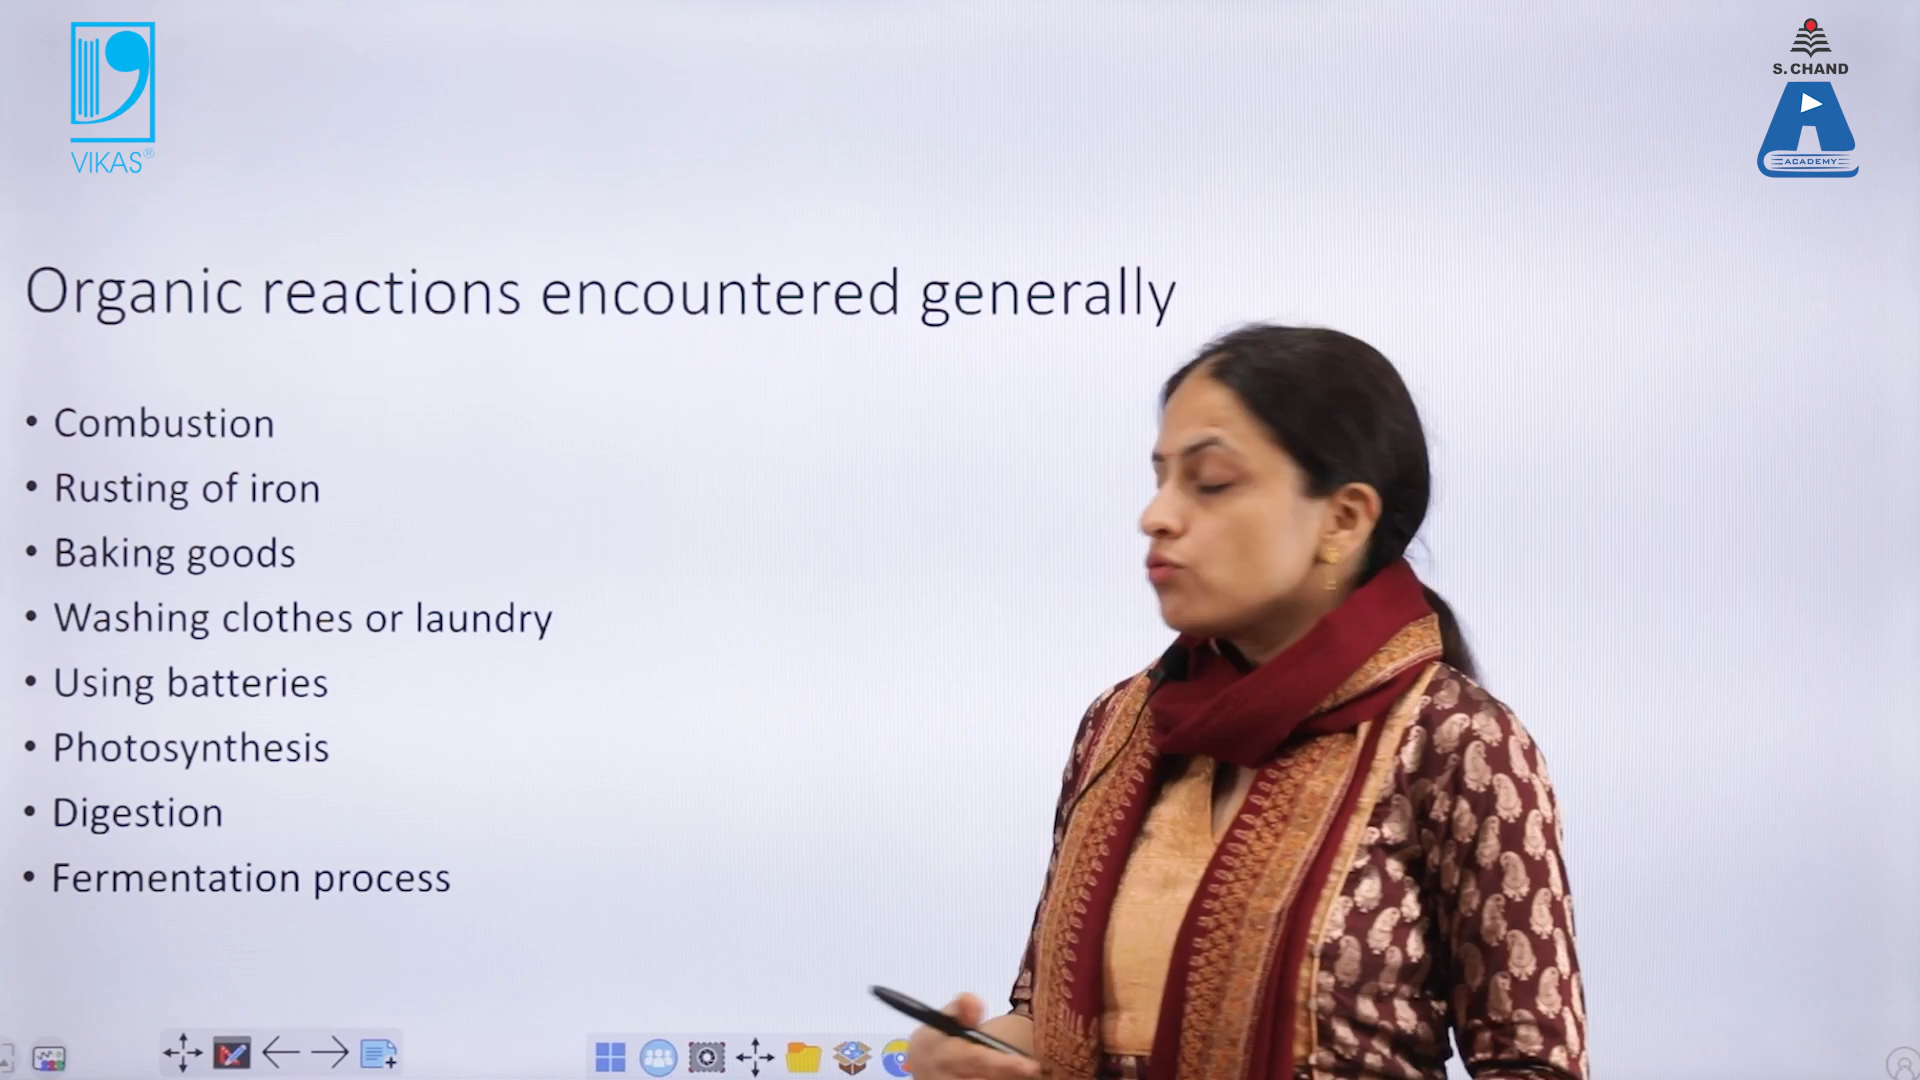 VIKAS®
S. CHAND
ACADEMY
Organic reactions encountered generally
• Combustion
• Rusting of iron
• Baking goods
• Washing clothes or laundry
• Using batteries
• Photosynthesis
• Digestion
• Fermentation process